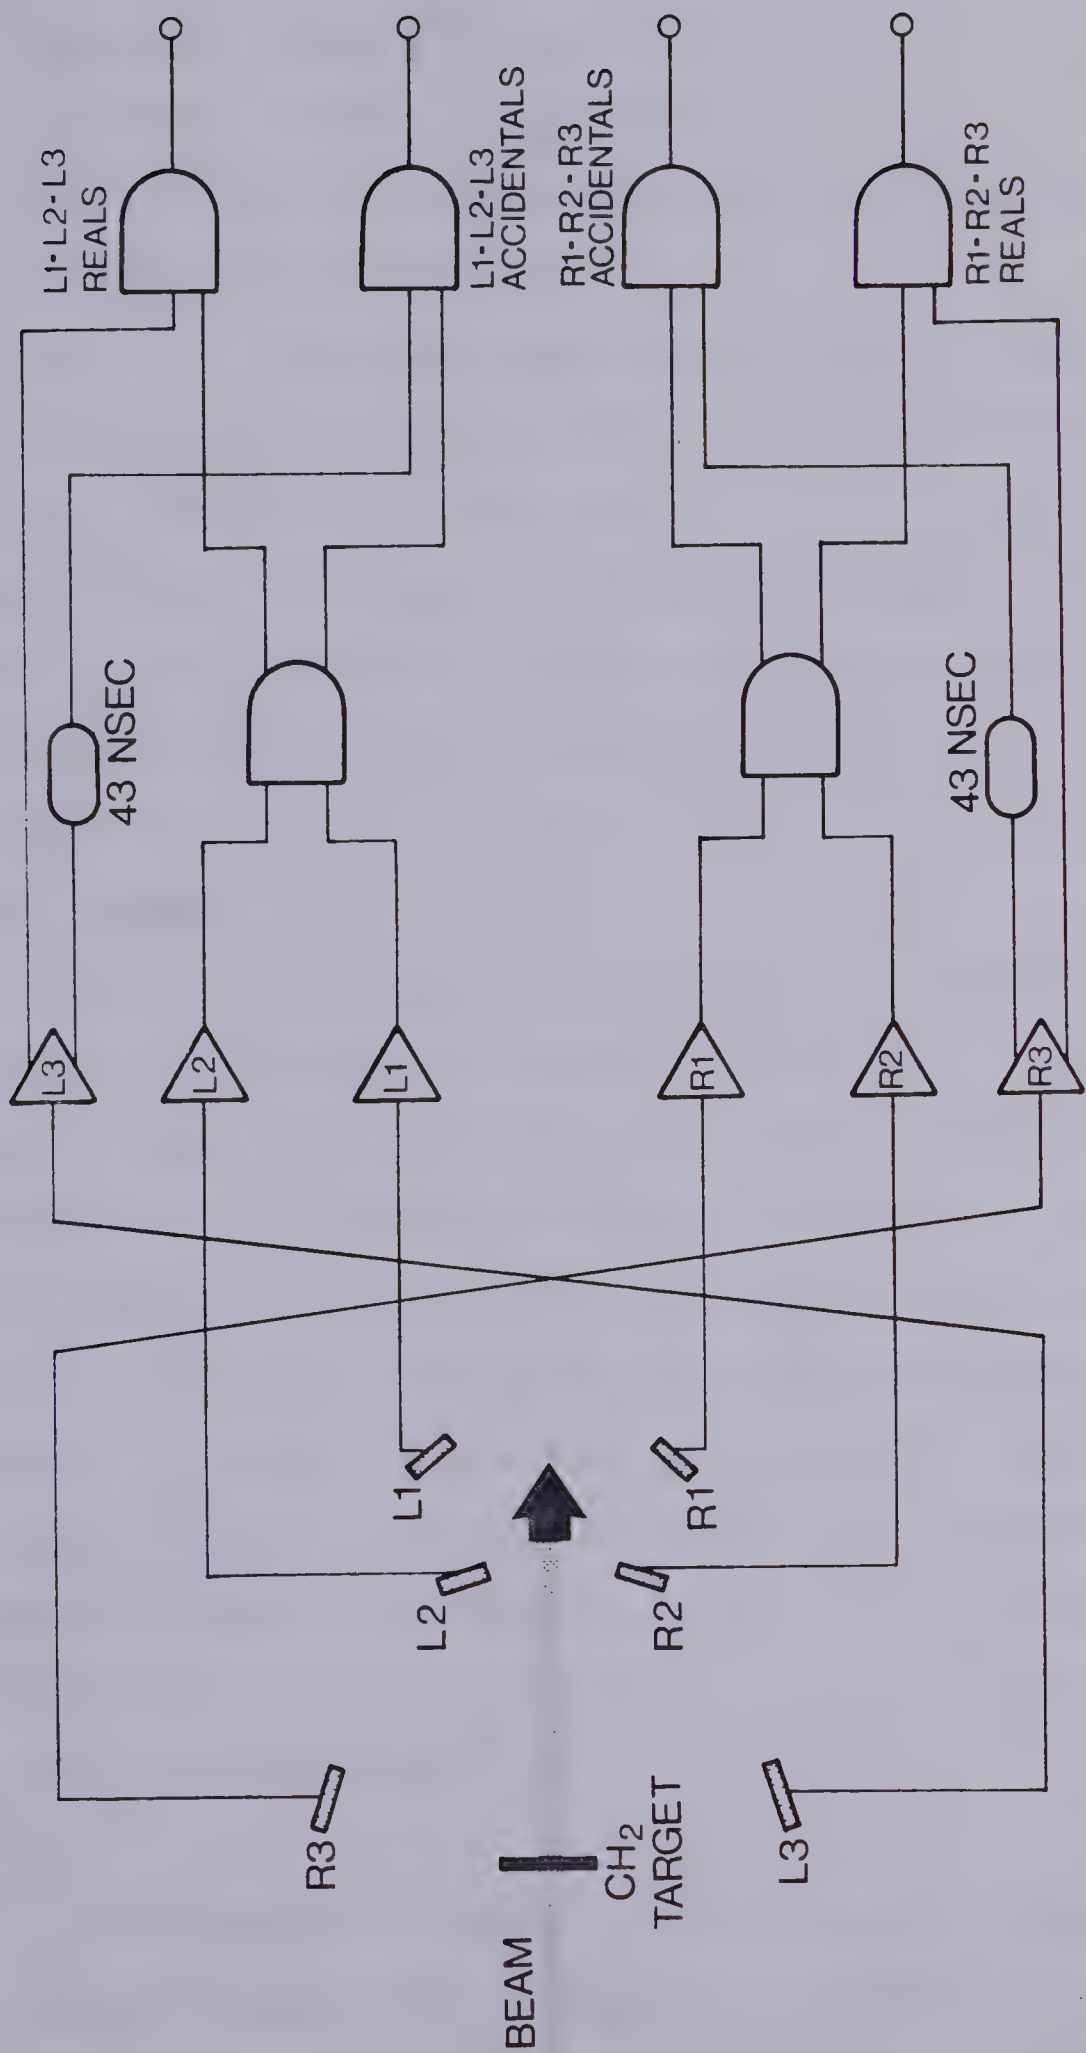 L1·L2·L3
REALS
L1·L2·L3
ACCIDENTALS
R1·R2·R3
ACCIDENTALS
R1·R2·R3
REALS
43 NSEC
43 NSEC
L3
L2
L1
R1
R2
R3
L1
R1
L2
R2
R3
L3
BEAM
CH₂
TARGET